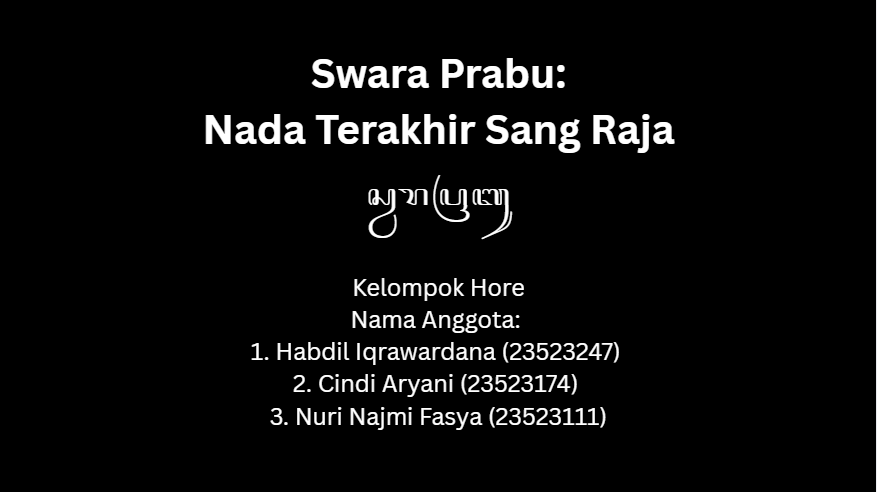 Swara Prabu:
Nada Terakhir Sang Raja
ꦱꦸꦮꦫꦥꦿꦨꦸ
Kelompok Hore
Nama Anggota:
1. Habdil Iqrawardana (23523247)
2. Cindi Aryani (23523174)
3. Nuri Najmi Fasya (23523111)